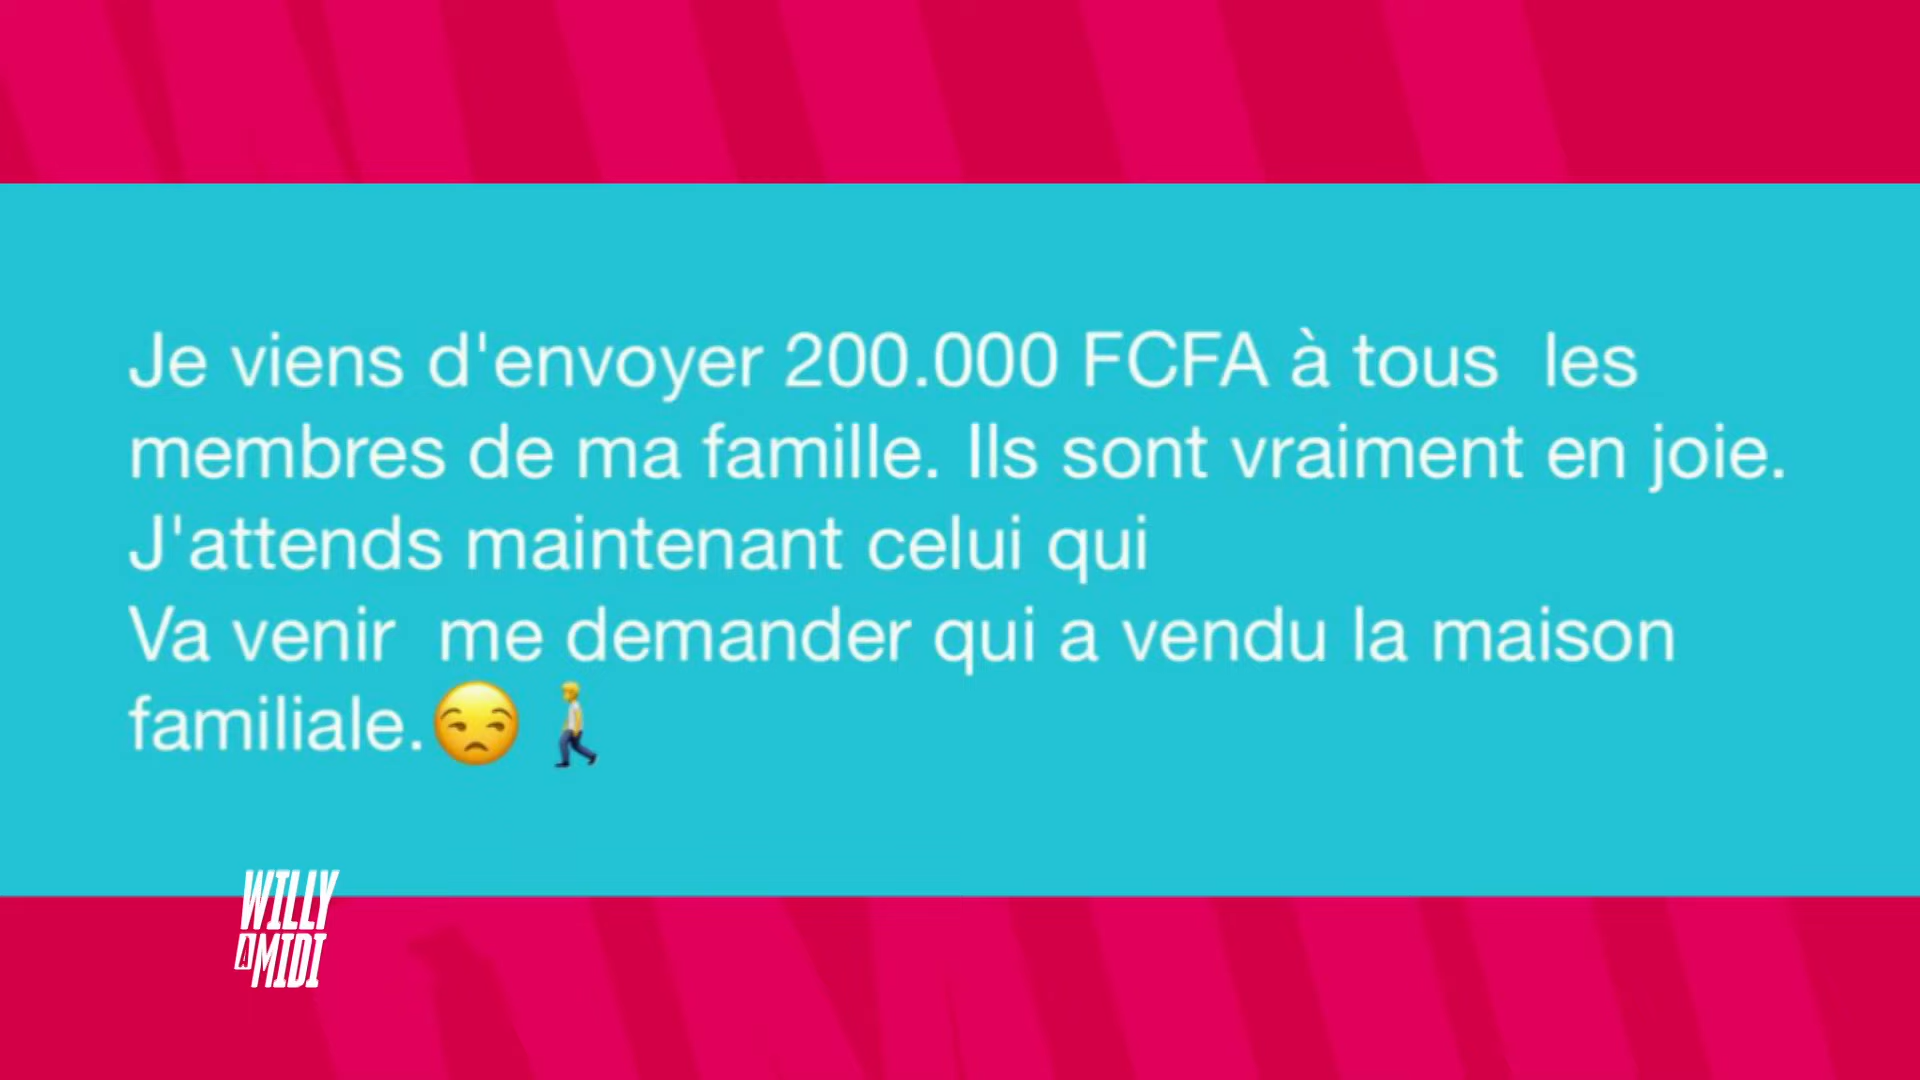 Je viens d'envoyer 200.000 FCFA à tous  les
membres de ma famille. Ils sont vraiment en joie.
J'attends maintenant celui qui
Va venir  me demander qui a vendu la maison
familiale.😒🚶
WILLY
A MIDI